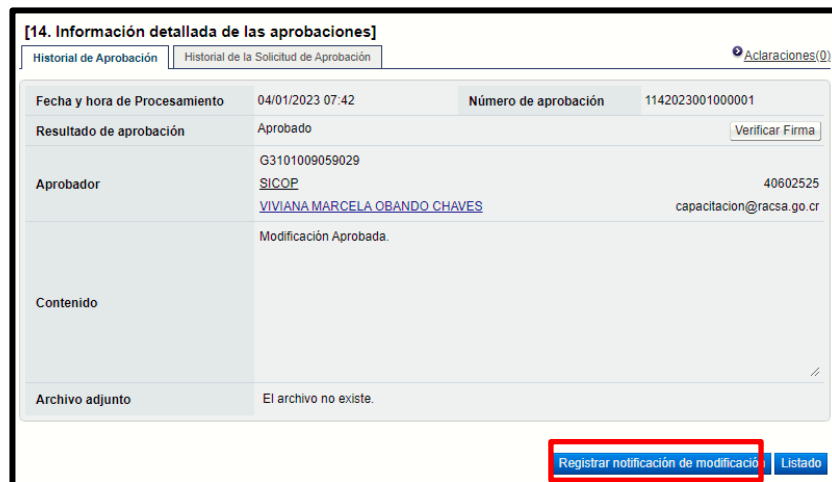 [14. Información detallada de las aprobaciones]
Historial de Aprobación Historial de la Solicitud de Aprobación Aclaraciones(0)
Fecha y hora de Procesamiento 04/01/2023 07:42 Número de aprobación 1142023001000001
Resultado de aprobación Aprobado Verificar Firma
G3101009059029
Aprobador SICOP 40602525
VIVIANA MARCELA OBANDO CHAVES capacitacion@racsa.go.cr
Modificación Aprobada.
Contenido
Archivo adjunto El archivo no existe.
Registrar notificación de modificación Listado